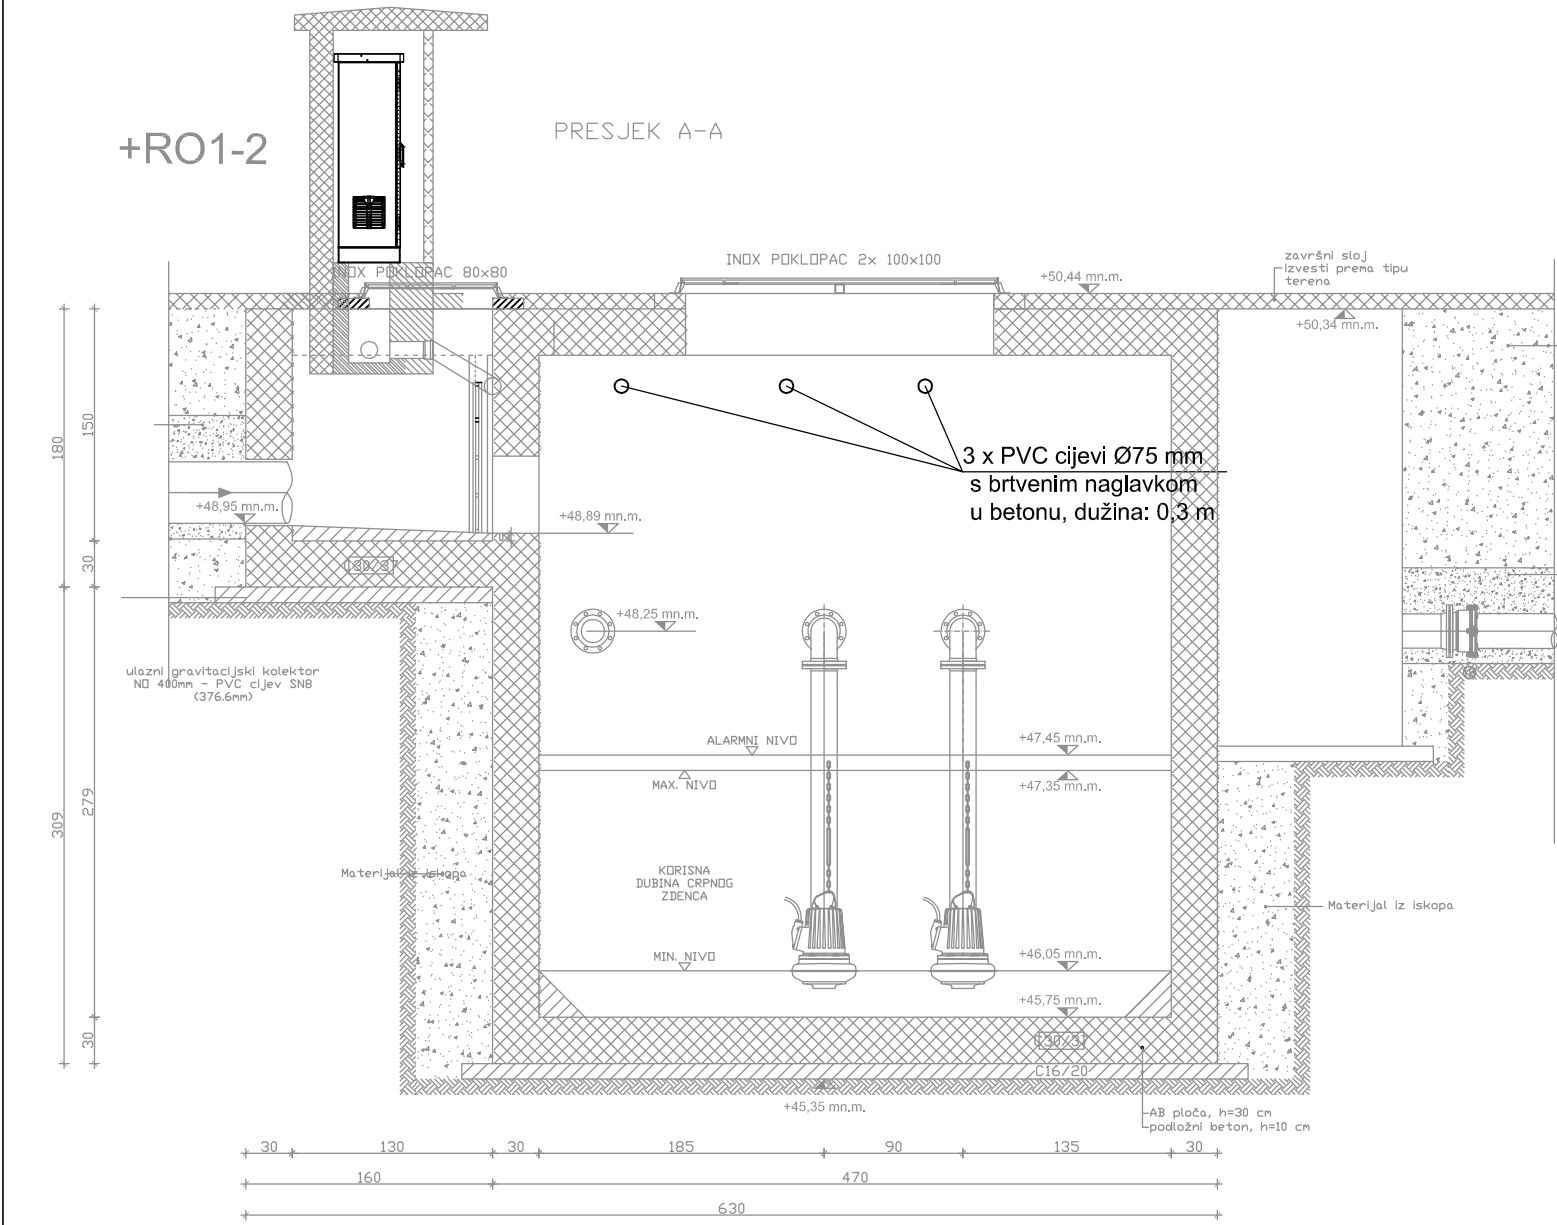 +RO1-2
PRESJEK A-A
INOX POKLOPAC 80x80
INOX POKLOPAC 2x 100x100
+50,44 mn.m.
završni sloj
izvesti prema tipu
terena
+50,34 mn.m.
180
150
30
309
279
30
+48,95 mn.m.
+48,89 mn.m.
3 x PVC cijevi Ø75 mm
s brtvenim naglavkom
u betonu, dužina: 0,3 m
C30/37
+48,25 mn.m.
ulazni gravitacijski kolektor
NO 400mm - PVC cijev SN8
(376.6mm)
ALARMNI NIVO
+47,45 mn.m.
MAX. NIVO
+47,35 mn.m.
KORISNA
DUBINA CRPNOG
ZDENCA
Materijal iz iskopa
Materijal iz iskopa
MIN. NIVO
+46,05 mn.m.
+45,75 mn.m.
C30/37
C16/20
+45,35 mn.m.
AB ploča, h=30 cm
podložni beton, h=10 cm
30 130 30 185 90 135 30
160 470
630